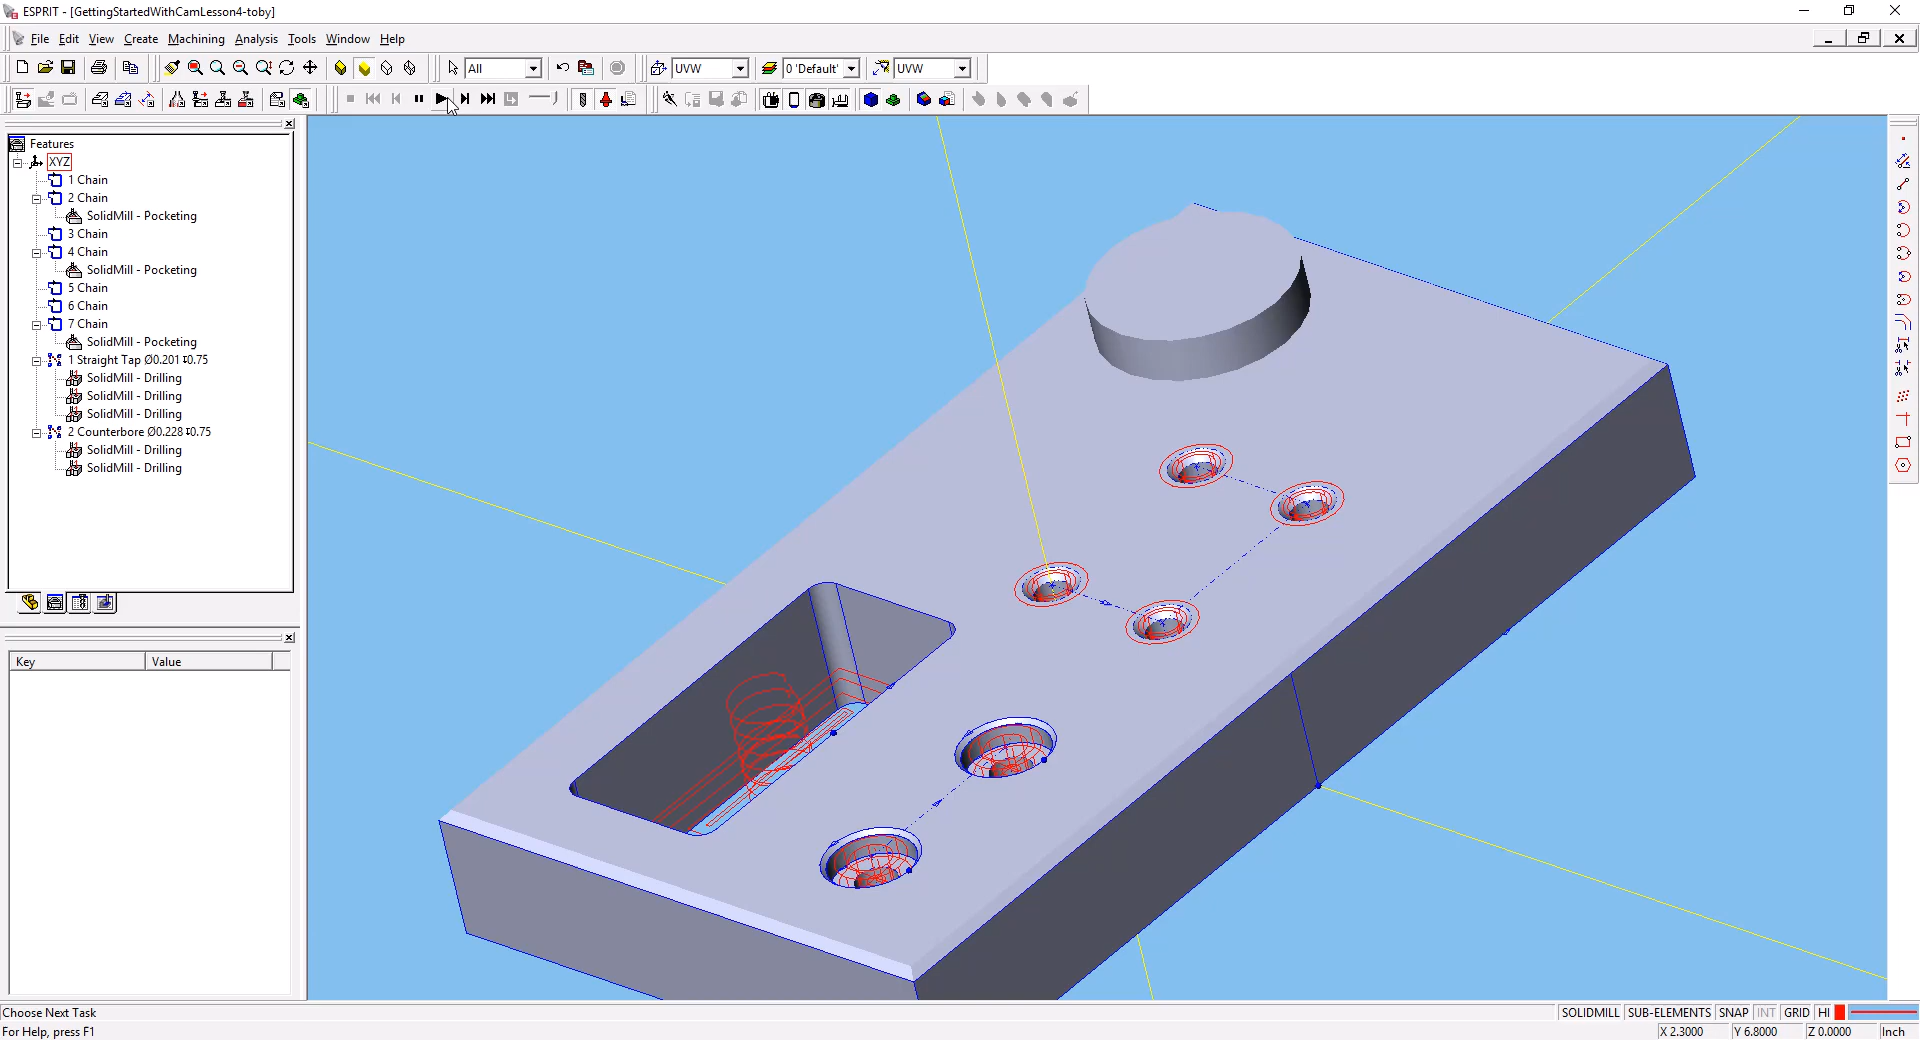 ESPRIT - [GettingStartedWithCamLesson4-toby]
File Edit View Create Machining Analysis Tools Window Help
All UVW 0 'Default' UVW
Features
XYZ
1 Chain
2 Chain
SolidMill - Pocketing
3 Chain
4 Chain
SolidMill - Pocketing
5 Chain
6 Chain
7 Chain
SolidMill - Pocketing
1 Straight Tap Ø0.201 ↧0.75
SolidMill - Drilling
SolidMill - Drilling
SolidMill - Drilling
2 Counterbore Ø0.228 ↧0.75
SolidMill - Drilling
SolidMill - Drilling
Key Value
Choose Next Task
SOLIDMILL SUB-ELEMENTS SNAP INT GRID HI
For Help, press F1
X 2.3000 Y 6.8000 Z 0.0000 Inch